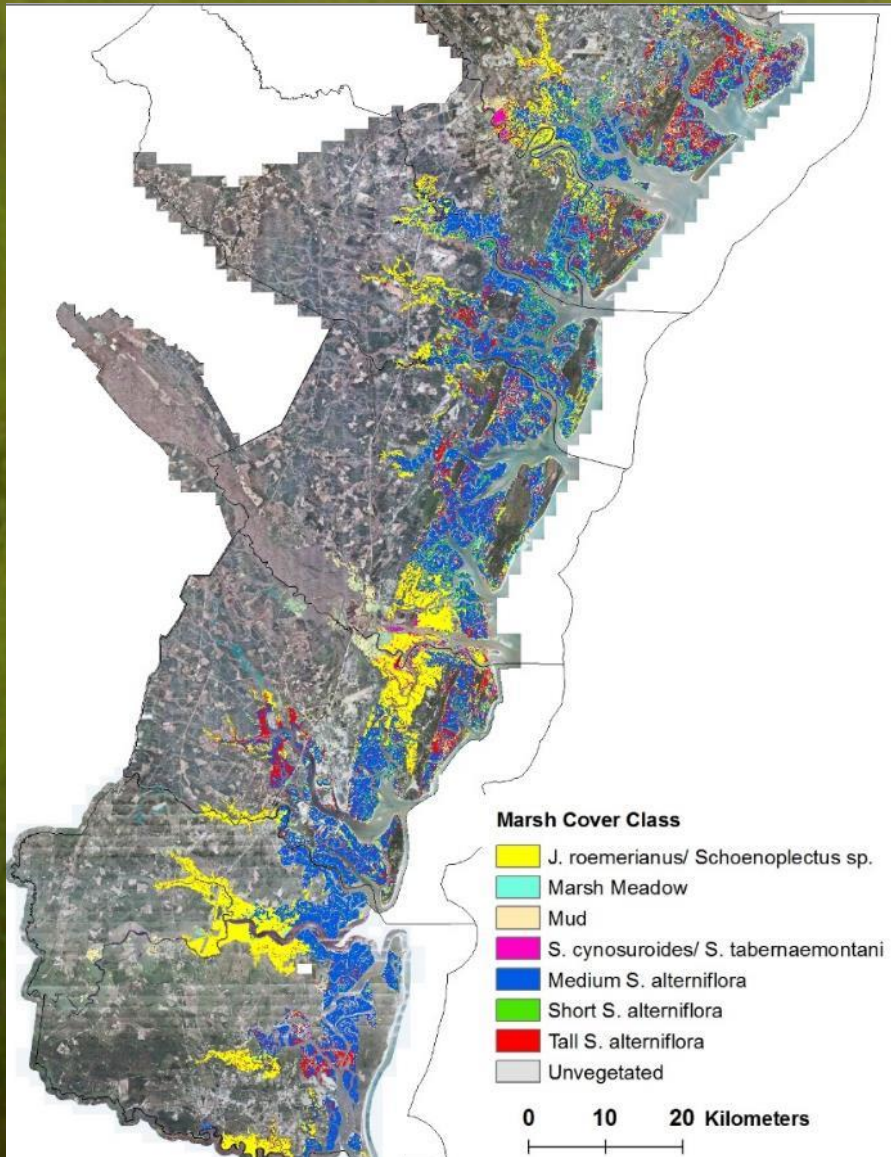 Marsh Cover Class
J. roemerianus/ Schoenoplectus sp.
Marsh Meadow
Mud
S. cynosuroides/ S. tabernaemontani
Medium S. alterniflora
Short S. alterniflora
Tall S. alterniflora
Unvegetated
0 10 20 Kilometers